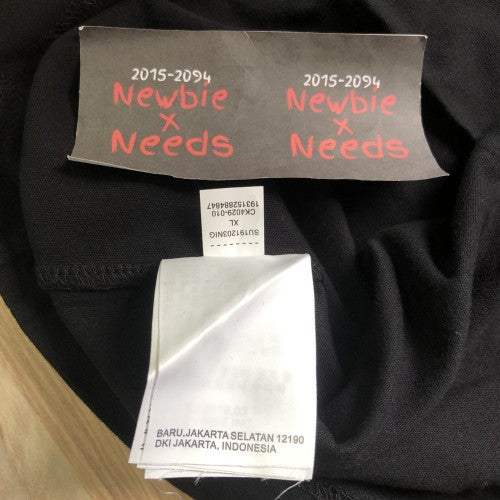 2015-2094
Newbie
x
Needs
2015-2094
Newbie
x
Needs
SU191203NIG
XL
CK4029-010
193152884847
BARU,JAKARTA SELATAN 12190
DKI JAKARTA, INDONESIA